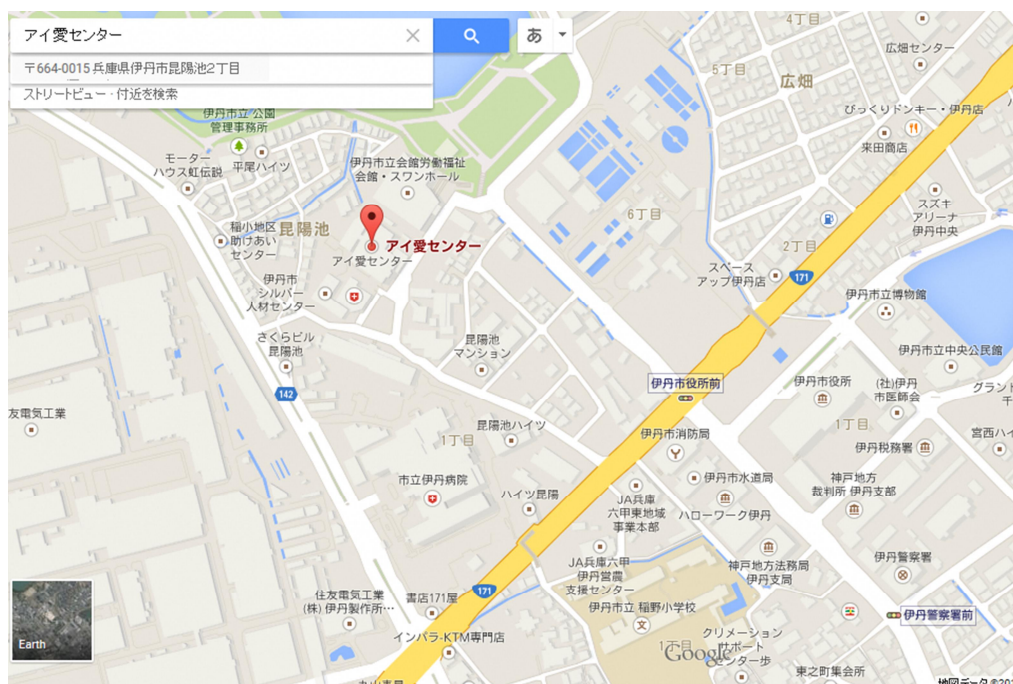 アイ愛センター
あ
〒664-0015 兵庫県伊丹市昆陽池2丁目
ストリートビュー · 付近を検索
4丁目
広畑センター
5丁目
広畑
びっくりドンキー・伊丹店
来田商店
伊丹市立 公園
管理事務所
モーター
ハウス虹伝説
平尾ハイツ
伊丹市立会館労働福祉
会館・スワンホール
スズキ
アリーナ
伊丹中央
6丁目
稲小地区
助けあい
センター
昆陽池
アイ愛センター
アイ愛センター
2丁目
スペース
アップ伊丹店
171
伊丹市
シルバー
人材センター
伊丹市立博物館
さくらビル
昆陽池
昆陽池
マンション
伊丹市立中央公民館
伊丹市役所前
伊丹市役所
(社)伊丹
市医師会
グランド
142
友電気工業
1丁目
昆陽池ハイツ
伊丹市消防局
1丁目
伊丹税務署
宮西ハイ
市立伊丹病院
ハイツ昆陽
伊丹市水道局
神戸地方
裁判所 伊丹支部
JA兵庫
六甲東地域
事業本部
ハローワーク伊丹
JA兵庫六甲
伊丹営農
支援センター
神戸地方法務局
伊丹支局
伊丹警察署
171
住友電気工業
(株) 伊丹製作所…
書店171屋
伊丹市立 稲野小学校
伊丹警察署前
インパラ-KTM専門店
クリメーション
サポート
センター歩
1丁目
Google
東之町集会所
Earth